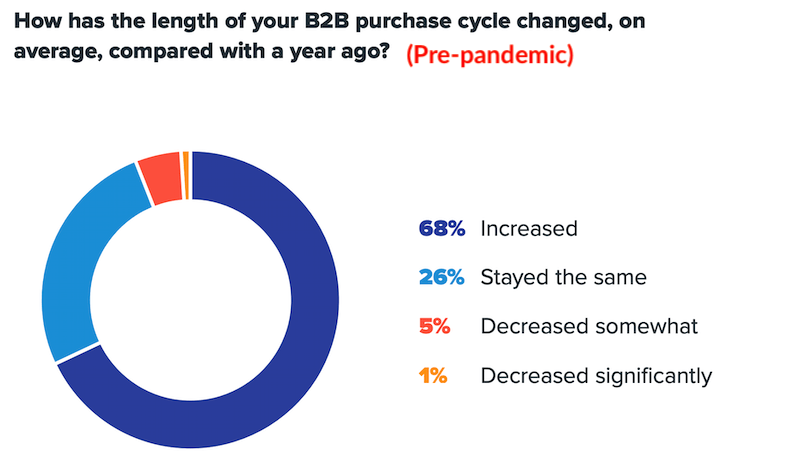 How has the length of your B2B purchase cycle changed, on
average, compared with a year ago? (Pre-pandemic)
68% Increased
26% Stayed the same
5% Decreased somewhat
1% Decreased significantly